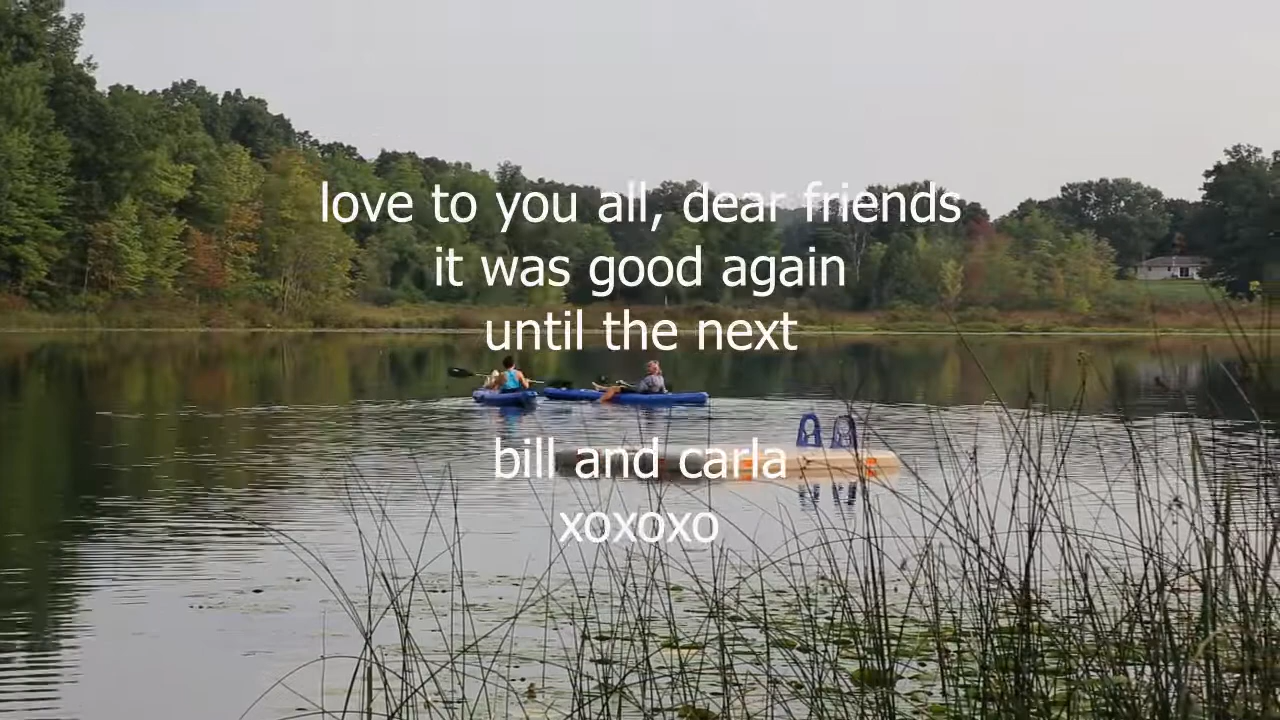 love to you all, dear friends
it was good again
until the next
bill and carla
xoxoxo